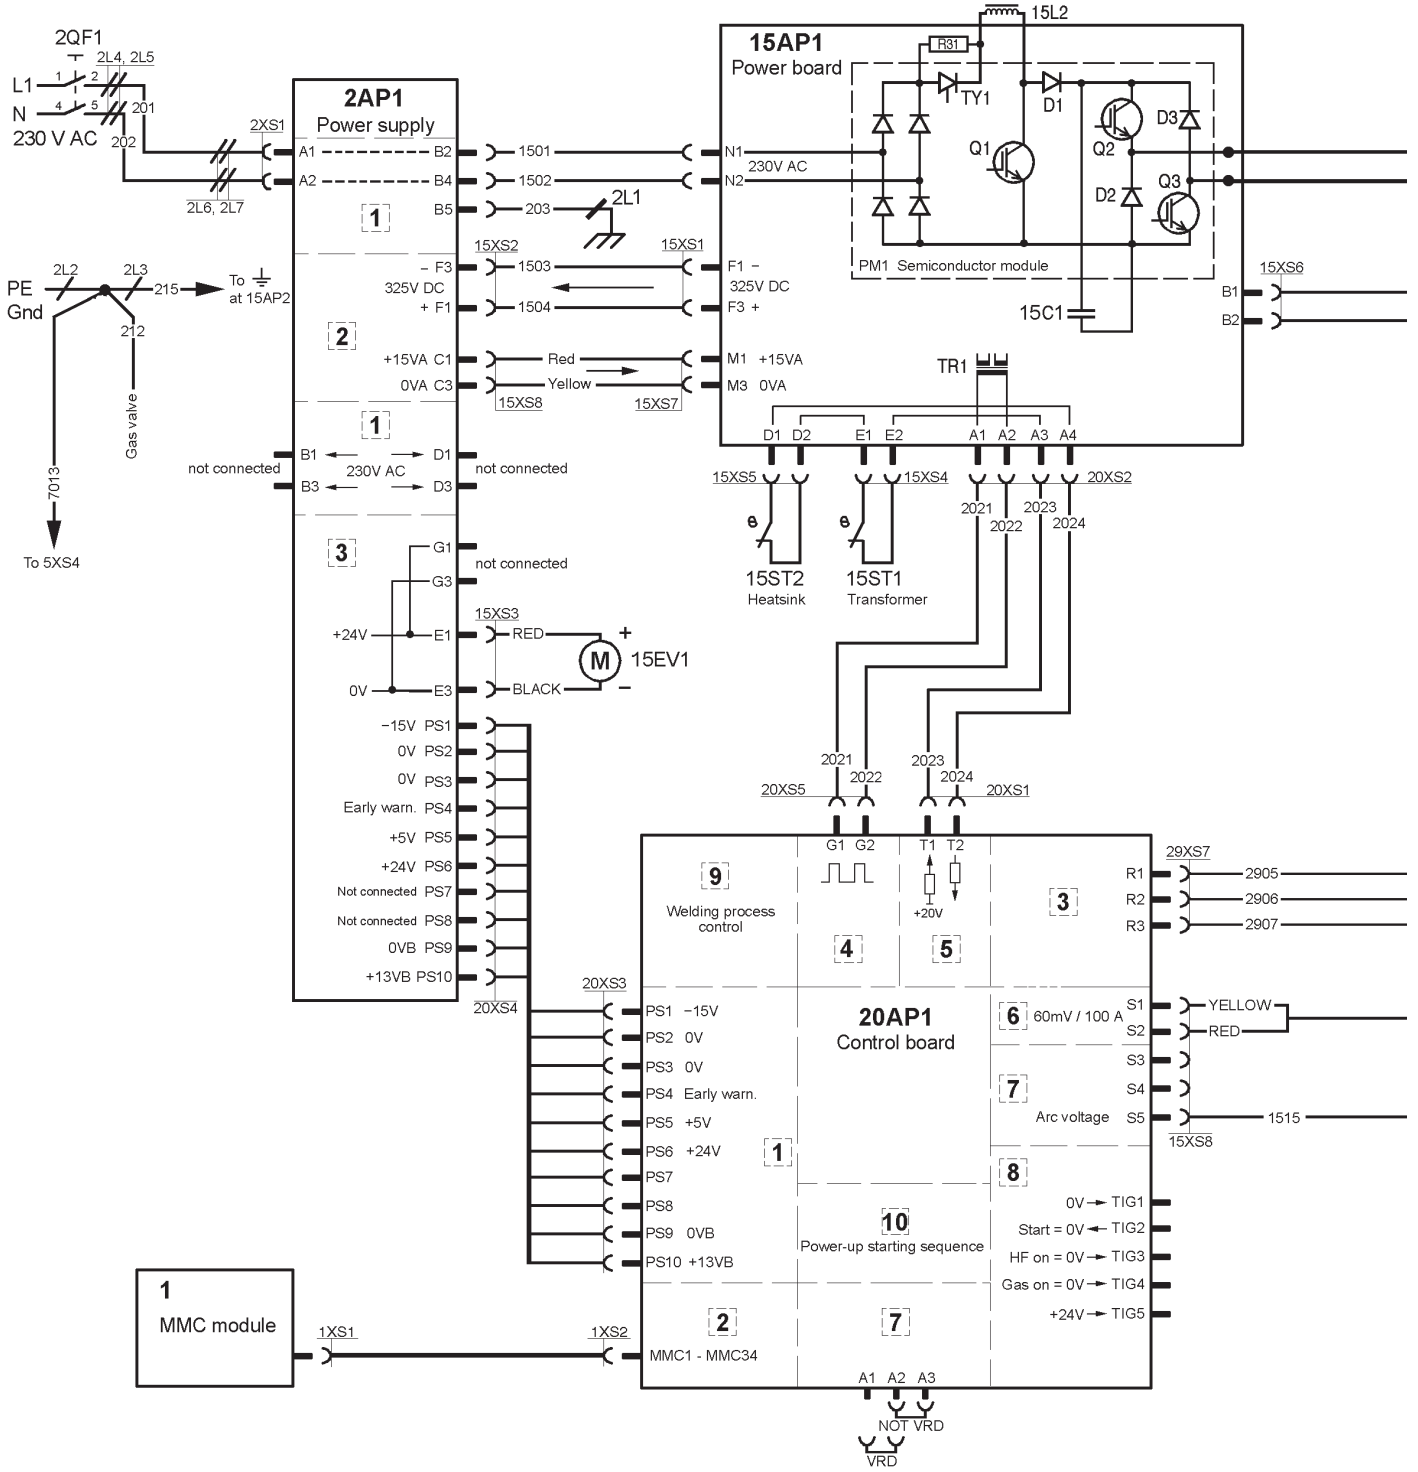 2QF1
2L4, 2L5
L1
1
2
N
4
5
201
202
230 V AC
2XS1
2L6, 2L7
2AP1
Power supply
A1
B2
A2
B4
B5
1
1501
1502
203
2L1
PE
Gnd
2L2
2L3
215
To
at 15AP2
212
Gas valve
7013
To 5XS4
− F3
325V DC
+ F1
2
+15VA C1
0VA C3
15XS2
1503
15XS1
1504
Red
Yellow
15XS8
15XS7
1
B1
D1
230V AC
B3
D3
not connected
not connected
3
G1
not connected
G3
+24V
E1
0V
E3
15XS3
RED
BLACK
+
M
15EV1
−
−15V PS1
0V PS2
0V PS3
Early warn. PS4
+5V PS5
+24V PS6
Not connected PS7
Not connected PS8
0VB PS9
+13VB PS10
20XS4
15AP1
Power board
15L2
R31
TY1
D1
Q1
Q2
D3
D2
Q3
N1
230V AC
N2
PM1 Semiconductor module
F1 −
325V DC
F3 +
15C1
M1 +15VA
M3 0VA
TR1
15XS6
B1
B2
D1
D2
E1
E2
A1
A2
A3
A4
15XS5
15XS4
20XS2
2021
2022
2023
2024
θ
θ
15ST2
Heatsink
15ST1
Transformer
2021
2022
2023
2024
20XS5
20XS1
G1
G2
T1
T2
+20V
9
Welding process
control
4
5
3
29XS7
R1
2905
R2
2906
R3
2907
20AP1
Control board
6
60mV / 100 A
S1
YELLOW
S2
RED
S3
7
S4
Arc voltage
S5
1515
15XS8
20XS3
PS1 −15V
PS2 0V
PS3 0V
PS4 Early warn.
PS5 +5V
PS6 +24V
PS7
PS8
PS9 0VB
PS10 +13VB
1
8
0V
TIG1
Start = 0V
TIG2
HF on = 0V
TIG3
Gas on = 0V
TIG4
+24V
TIG5
10
Power-up starting sequence
1
MMC module
1XS1
1XS2
MMC1 - MMC34
2
7
A1
A2
A3
NOT VRD
VRD